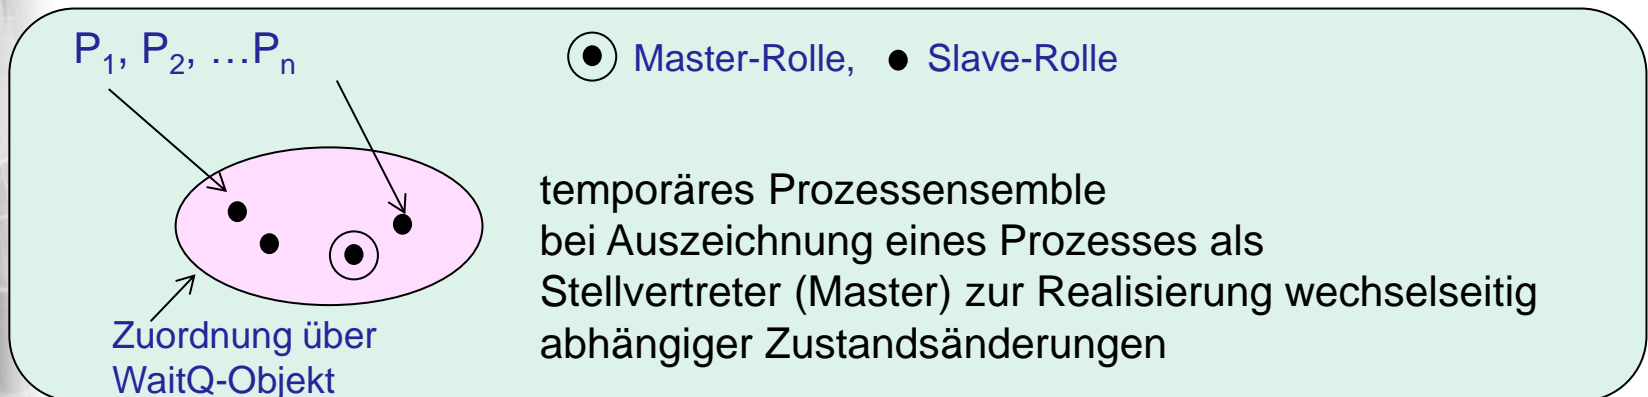 P1, P2, …Pn
Master-Rolle, Slave-Rolle
temporäres Prozessensemble
bei Auszeichnung eines Prozesses als
Stellvertreter (Master) zur Realisierung wechselseitig
abhängiger Zustandsänderungen
Zuordnung über
WaitQ-Objekt